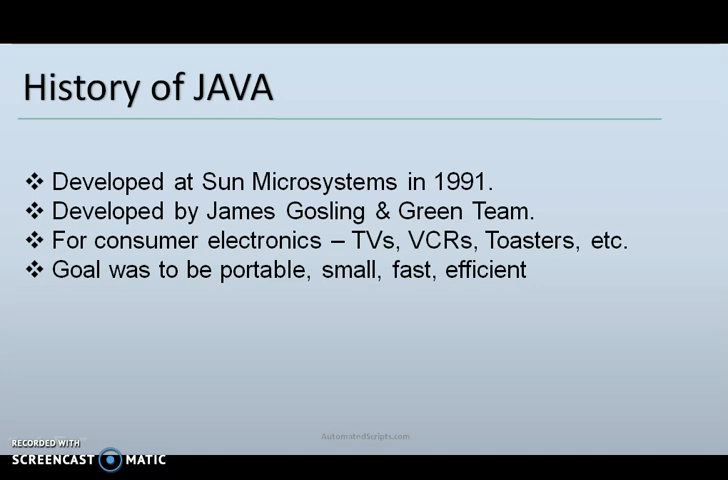 History of JAVA
❖ Developed at Sun Microsystems in 1991.
❖ Developed by James Gosling & Green Team.
❖ For consumer electronics – TVs, VCRs, Toasters, etc.
❖ Goal was to be portable, small, fast, efficient
AutomatedScripts.com
RECORDED WITH
SCREENCAST MATIC